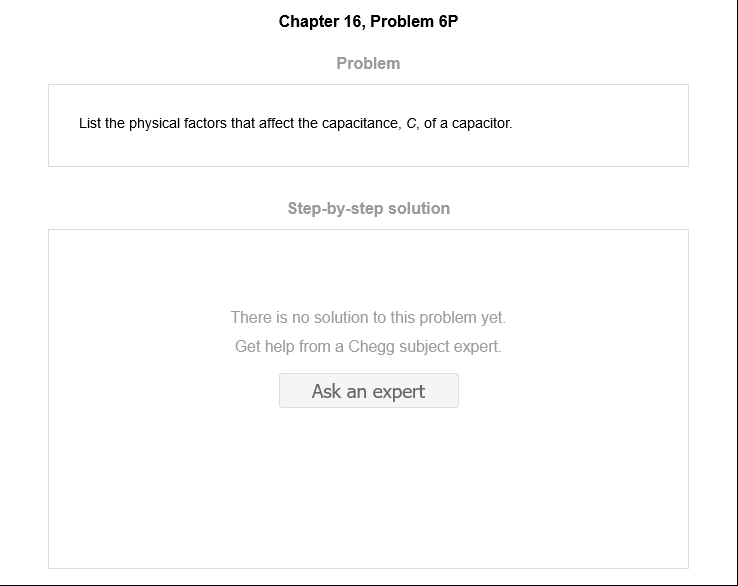 Chapter 16, Problem 6P
Problem
List the physical factors that affect the capacitance, C, of a capacitor.
Step-by-step solution
There is no solution to this problem yet.
Get help from a Chegg subject expert.
Ask an expert